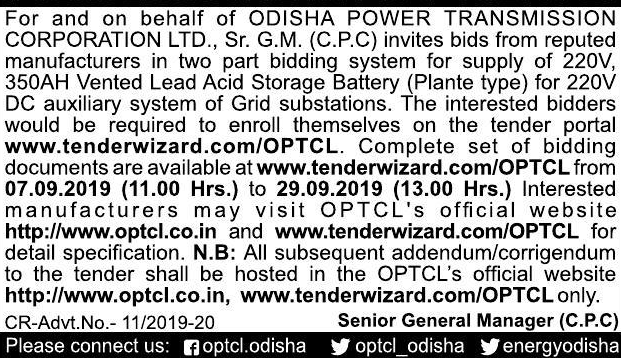 For and on behalf of ODISHA POWER TRANSMISSION
CORPORATION LTD., Sr. G.M. (C.P.C) invites bids from reputed
manufacturers in two part bidding system for supply of 220V,
350AH Vented Lead Acid Storage Battery (Plante type) for 220V
DC auxiliary system of Grid substations. The interested bidders
would be required to enroll themselves on the tender portal
www.tenderwizard.com/OPTCL. Complete set of bidding
documents are available at www.tenderwizard.com/OPTCL from
07.09.2019 (11.00 Hrs.) to 29.09.2019 (13.00 Hrs.) Interested
manufacturers may visit OPTCL's official website
http://www.optcl.co.in and www.tenderwizard.com/OPTCL for
detail specification. N.B: All subsequent addendum/corrigendum
to the tender shall be hosted in the OPTCL's official website
http://www.optcl.co.in, www.tenderwizard.com/OPTCL only.
CR-Advt.No.- 11/2019-20 Senior General Manager (C.P.C)
Please connect us: optcl.odisha optcl_odisha energyodisha